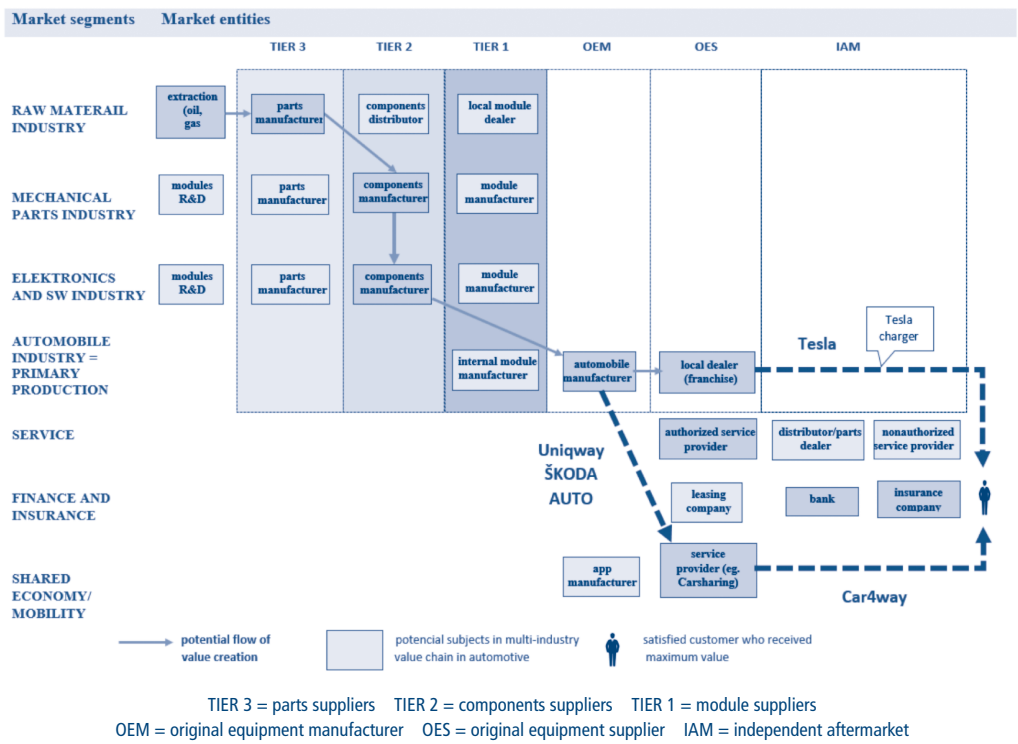 Market segments Market entities
TIER 3 TIER 2 TIER 1 OEM OES IAM
RAW MATERAIL
INDUSTRY
extraction
(oil,
gas
parts
manufacturer
components
distributor
local module
dealer
MECHANICAL
PARTS INDUSTRY
modules
R&D
parts
manufacturer
components
manufacturer
module
manufacturer
ELEKTRONICS
AND SW INDUSTRY
modules
R&D
parts
manufacturer
components
manufacturer
module
manufacturer
AUTOMOBILE
INDUSTRY =
PRIMARY
PRODUCTION
internal module
manufacturer
automobile
manufacturer
local dealer
(franchise)
Tesla
Tesla
charger
SERVICE
authorized service
provider
distributor/parts
dealer
nonauthorized
service provider
Uniqway
ŠKODA
AUTO
FINANCE AND
INSURANCE
leasing
company
bank
insurance
company
SHARED
ECONOMY/
MOBILITY
app
manufacturer
service
provider (eg.
Carsharing)
Car4way
potential flow of
value creation
potencial subjects in multi-industry
value chain in automotive
satisfied customer who received
maximum value
TIER 3 = parts suppliers TIER 2 = components suppliers TIER 1 = module suppliers
OEM = original equipment manufacturer OES = original equipment supplier IAM = independent aftermarket